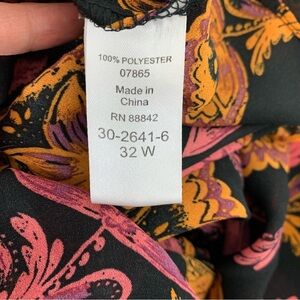 100% POLYESTER
07865
Made in
China
RN 88842
30-2641-6
32 W